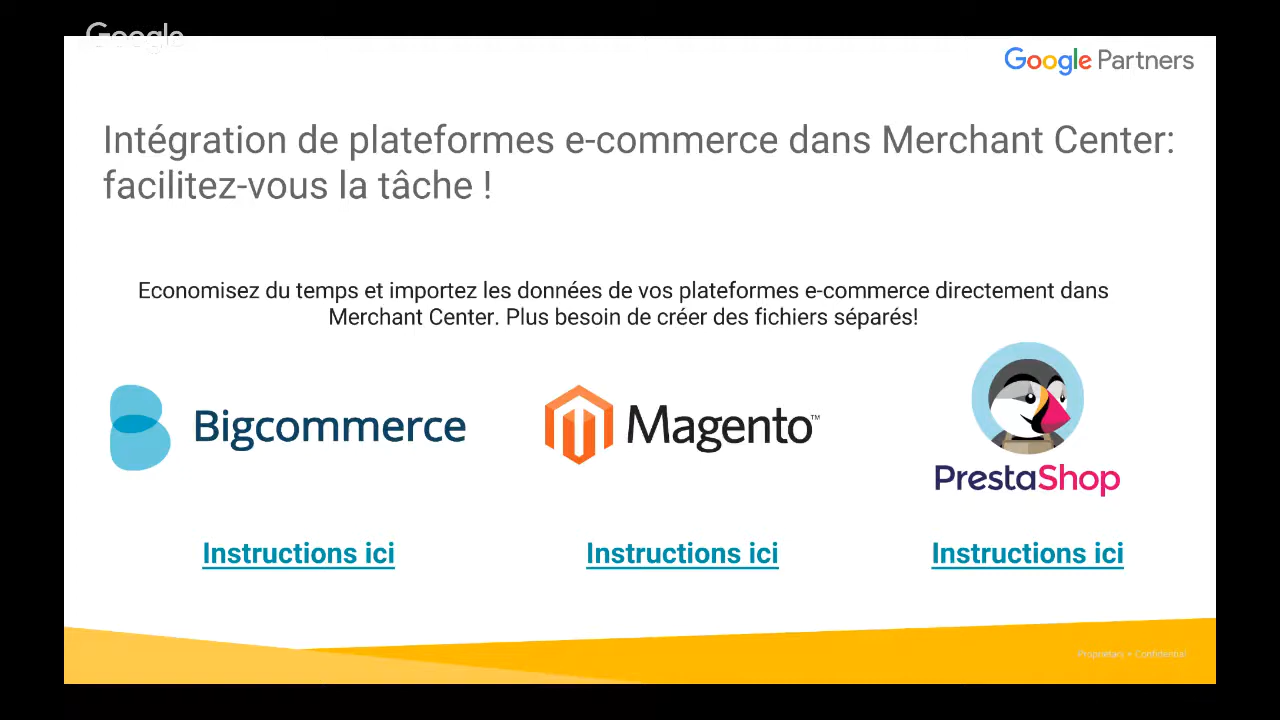 Google
Google Partners
Intégration de plateformes e-commerce dans Merchant Center:
facilitez-vous la tâche !
Economisez du temps et importez les données de vos plateformes e-commerce directement dans
Merchant Center. Plus besoin de créer des fichiers séparés!
Bigcommerce
Magento™
PrestaShop
Instructions ici
Instructions ici
Instructions ici
Proprietary + Confidential